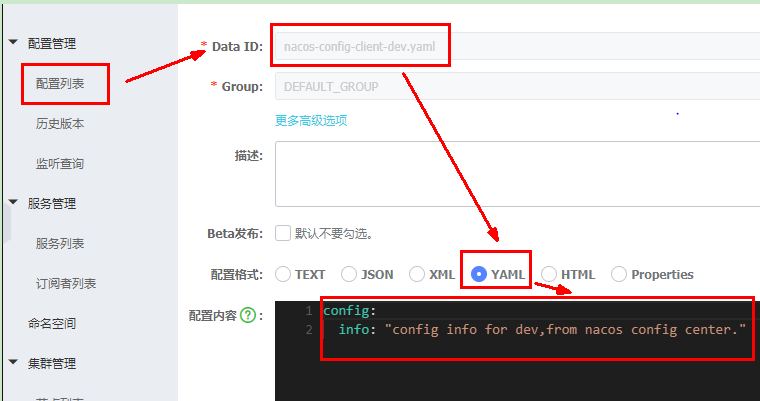 配置管理
配置列表
历史版本
监听查询
服务管理
服务列表
订阅者列表
命名空间
集群管理
* Data ID: nacos-config-client-dev.yaml
* Group: DEFAULT_GROUP
更多高级选项
描述:
Beta发布: 默认不要勾选。
配置格式: TEXT JSON XML YAML HTML Properties
配置内容 ? :
1 config:
2 info: "config info for dev,from nacos config center."